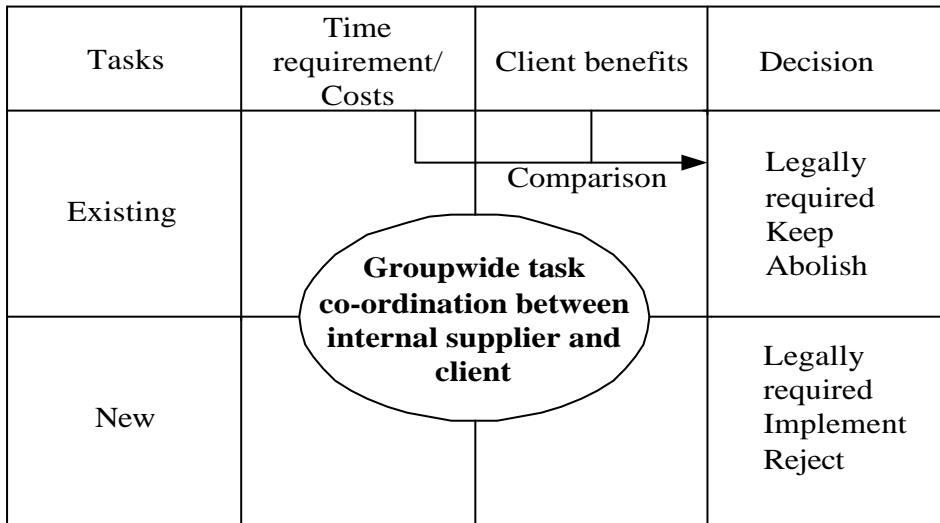 Tasks
Time
requirement/
Costs
Client benefits
Decision
Comparison
Existing
Legally
required
Keep
Abolish
Groupwide task
co-ordination between
internal supplier and
client
New
Legally
required
Implement
Reject